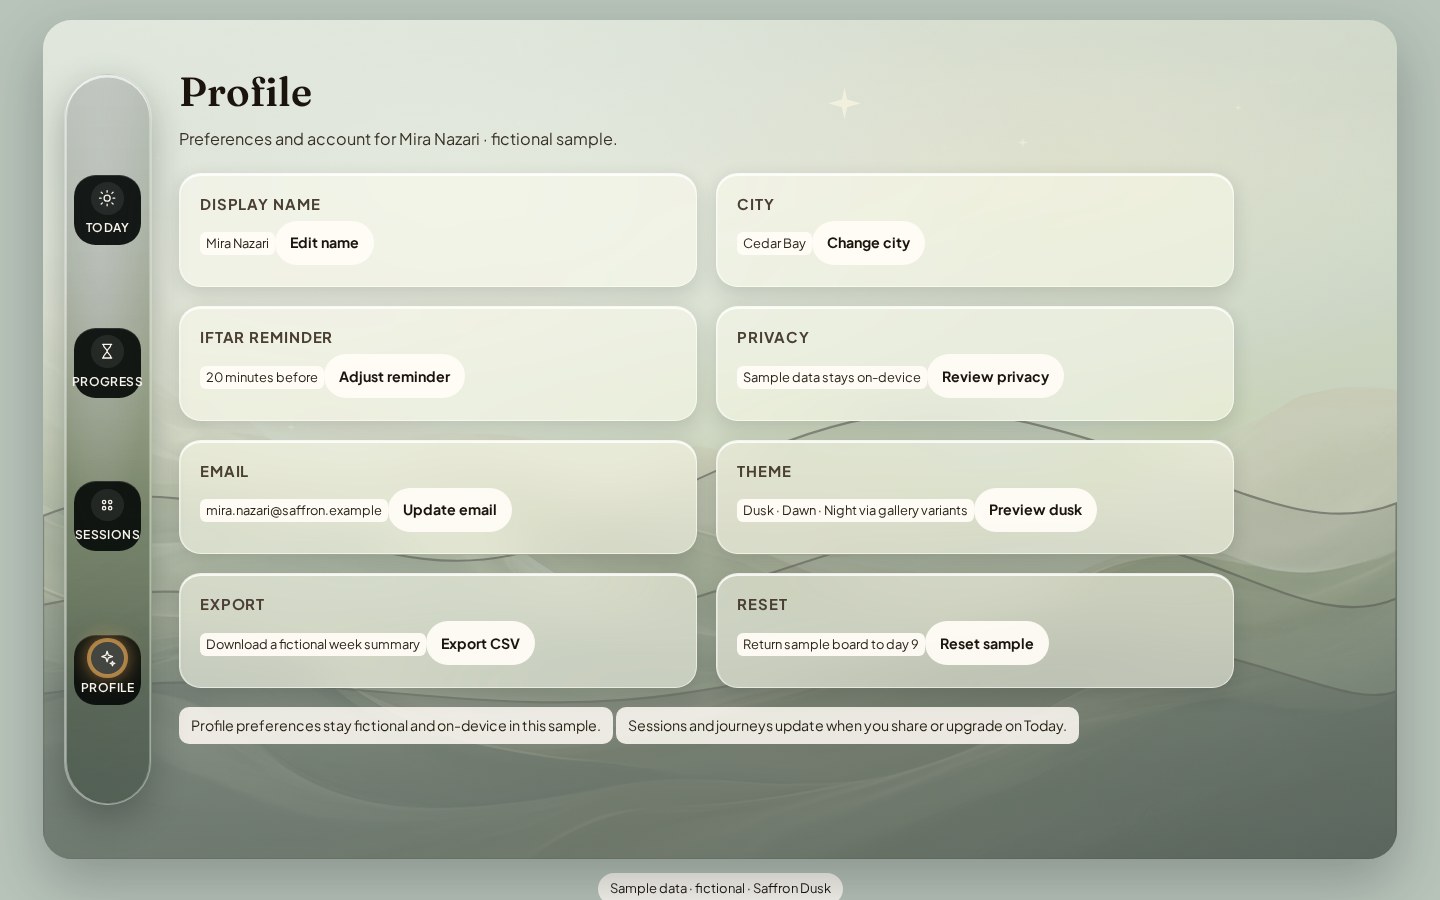 Profile
Preferences and account for Mira Nazari · fictional sample.
TODAY
PROGRESS
SESSIONS
PROFILE
DISPLAY NAME
Mira Nazari Edit name
CITY
Cedar Bay Change city
IFTAR REMINDER
20 minutes before Adjust reminder
PRIVACY
Sample data stays on-device Review privacy
EMAIL
mira.nazari@saffron.example Update email
THEME
Dusk · Dawn · Night via gallery variants Preview dusk
EXPORT
Download a fictional week summary Export CSV
RESET
Return sample board to day 9 Reset sample
Profile preferences stay fictional and on-device in this sample.
Sessions and journeys update when you share or upgrade on Today.
Sample data · fictional · Saffron Dusk